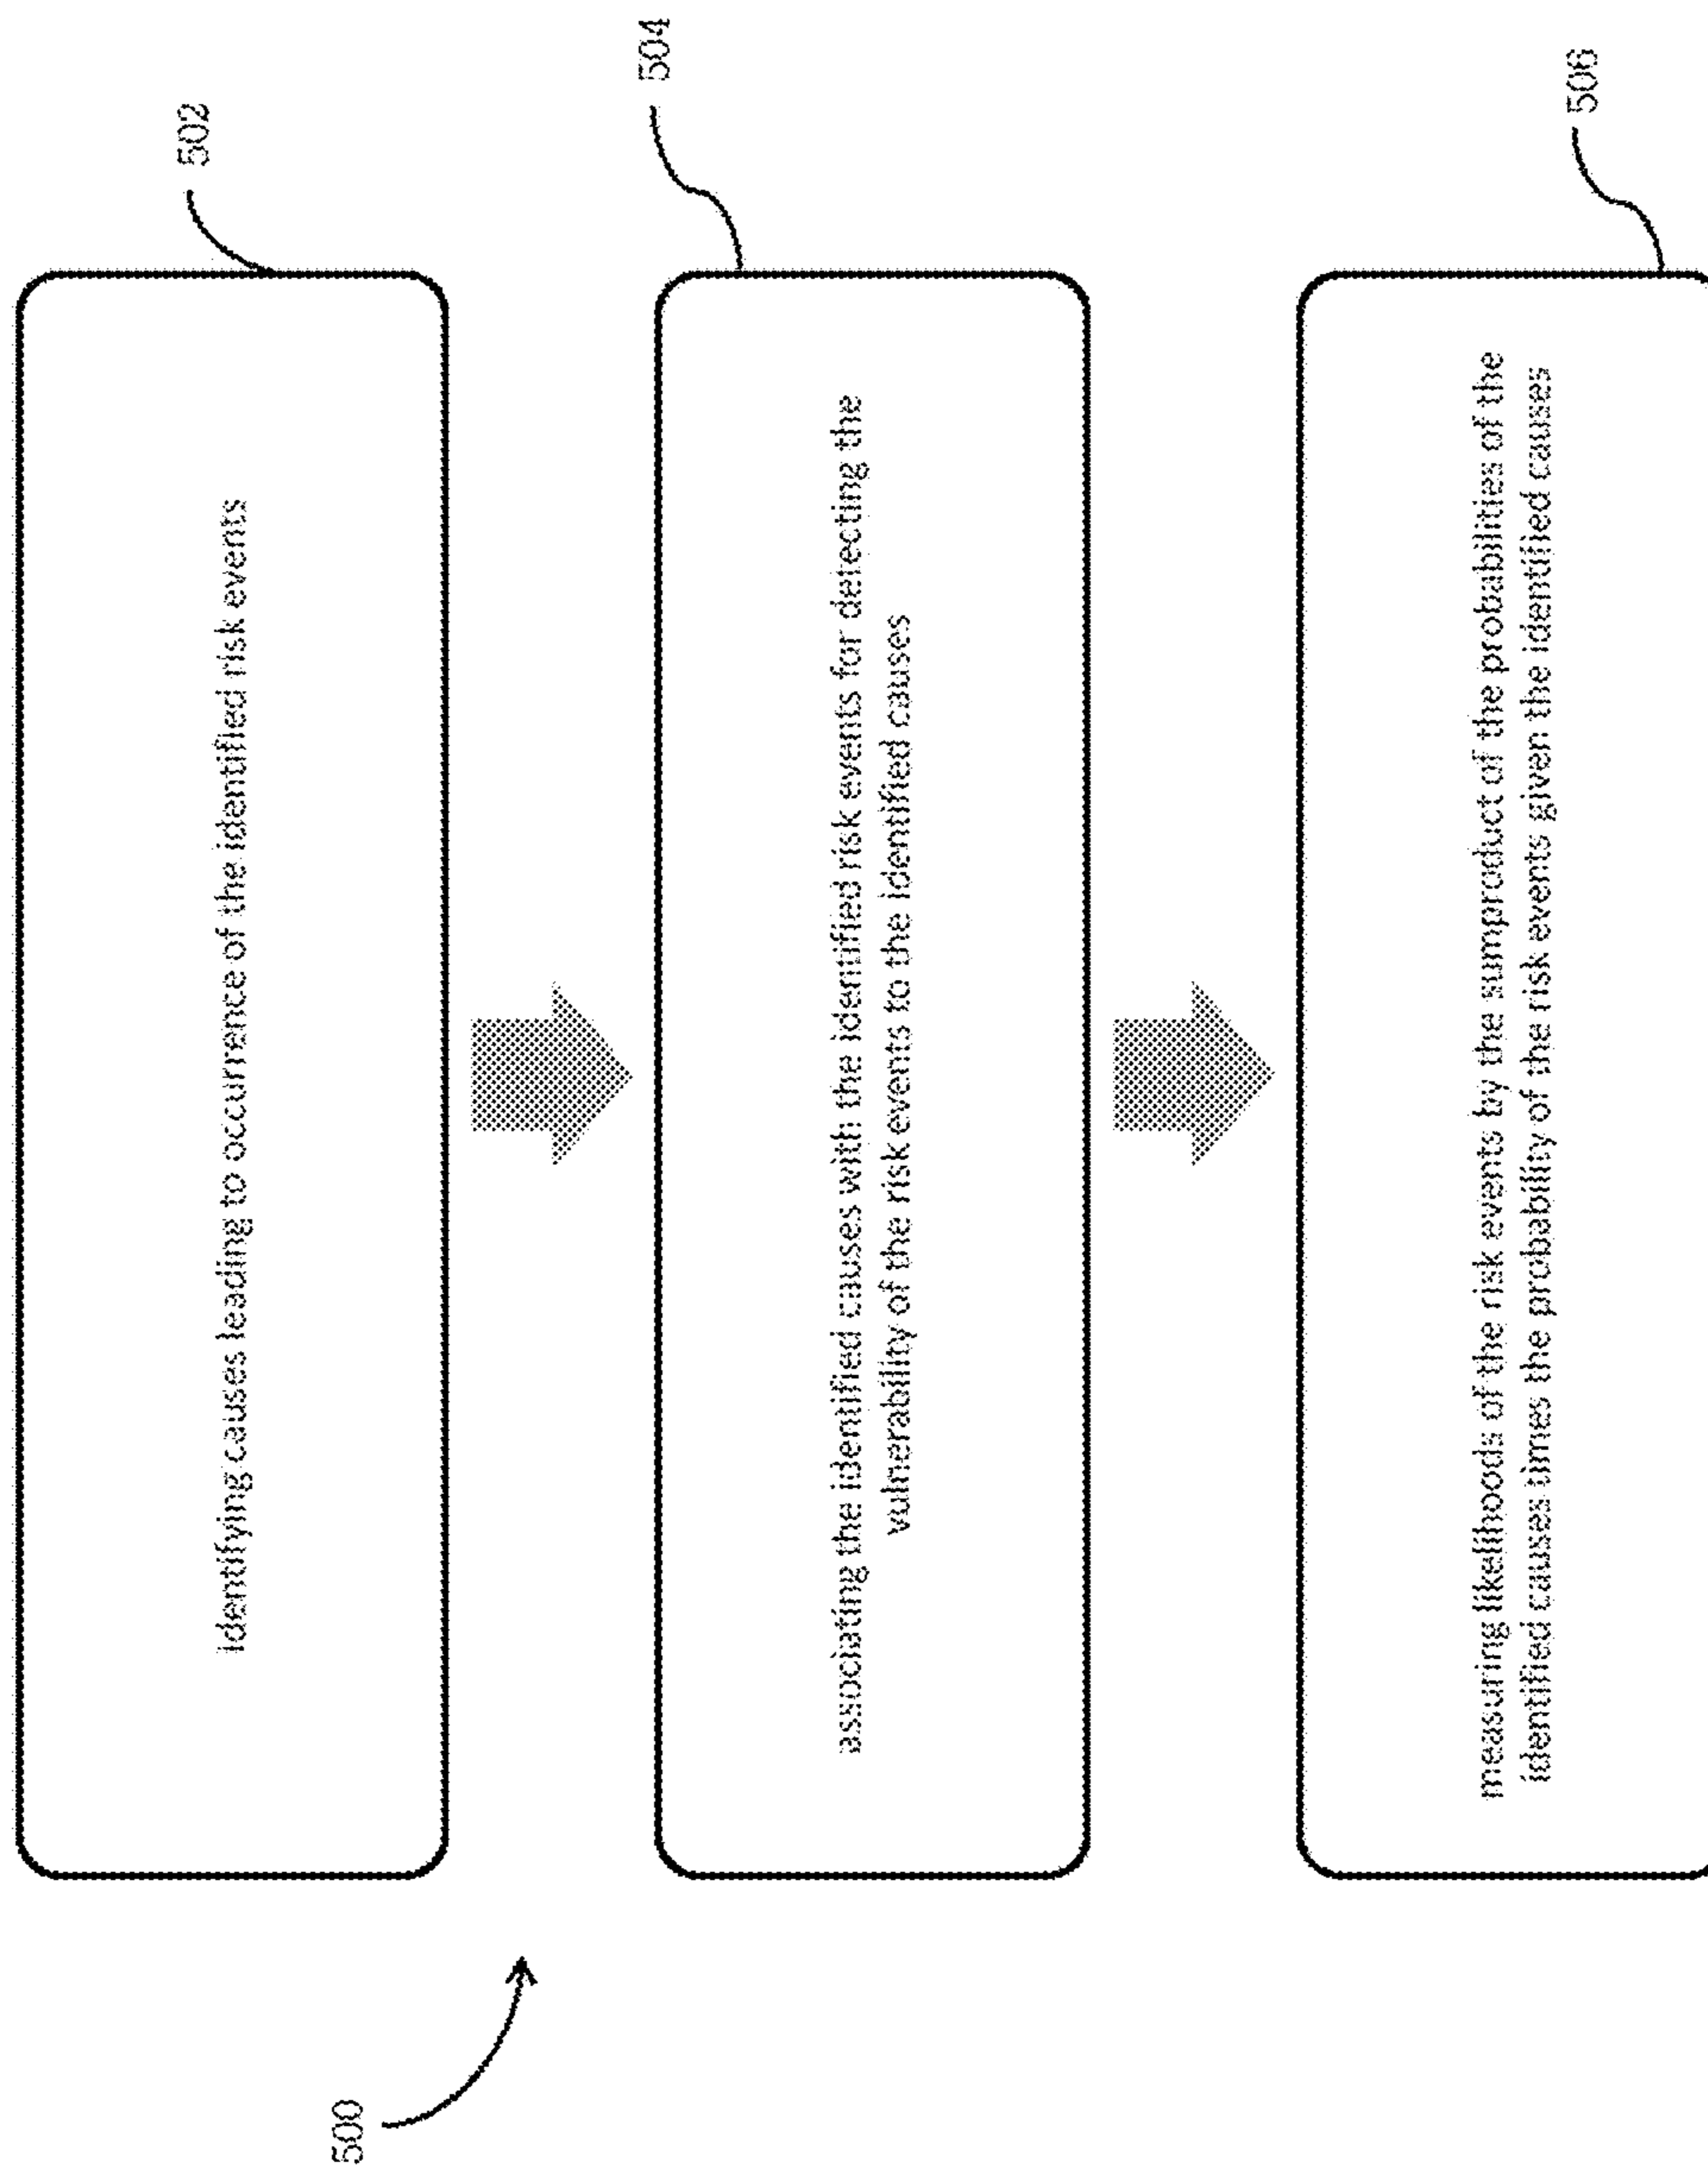 502
identifying causes leading to occurrence of the identified risk events
504
associating the identified causes with the identified risk events for detecting the
vulnerability of the risk events to the identified causes
506
measuring likelihoods of the risk events by the sumproduct of the probabilities of the
identified causes times the probability of the risk events given the identified causes
500